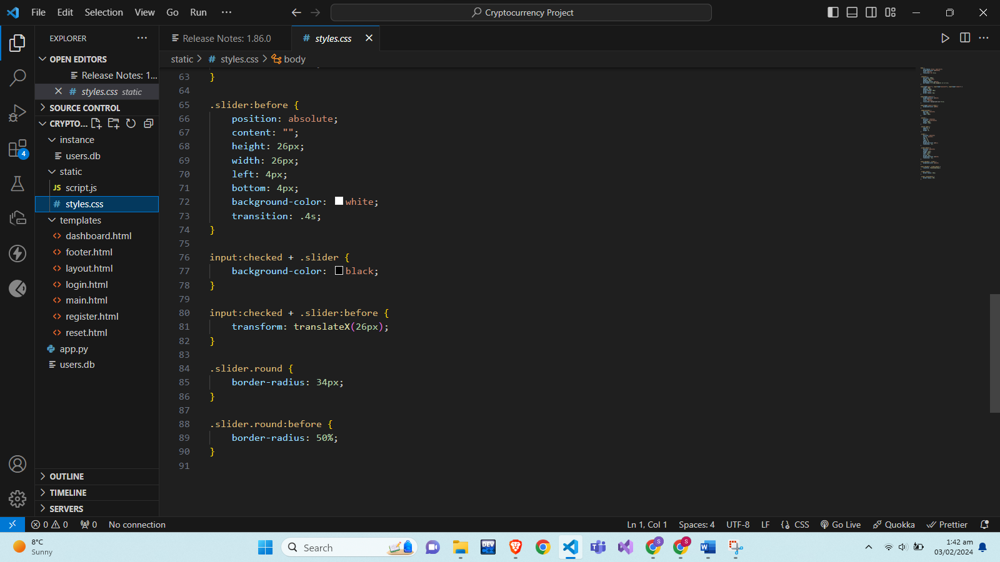 File Edit Selection View Go Run ···
Cryptocurrency Project
EXPLORER
Release Notes: 1.86.0
# styles.css
static > # styles.css > body
OPEN EDITORS
Release Notes: 1...
# styles.css static
SOURCE CONTROL
CRYPTO...
instance
users.db
static
JS script.js
# styles.css
templates
<> dashboard.html
<> footer.html
<> layout.html
<> login.html
<> main.html
<> register.html
<> reset.html
app.py
users.db
OUTLINE
TIMELINE
SERVERS
4
63 }
64
65 .slider:before {
66 position: absolute;
67 content: "";
68 height: 26px;
69 width: 26px;
70 left: 4px;
71 bottom: 4px;
72 background-color: white;
73 transition: .4s;
74 }
75
76 input:checked + .slider {
77 background-color: black;
78 }
79
80 input:checked + .slider:before {
81 transform: translateX(26px);
82 }
83
84 .slider.round {
85 border-radius: 34px;
86 }
87
88 .slider.round:before {
89 border-radius: 50%;
90 }
91
0 0 0 No connection
Ln 1, Col 1 Spaces: 4 UTF-8 LF {} CSS Go Live Quokka Prettier
8°C
Sunny
Search
DEV
S
S
1:42 am
03/02/2024